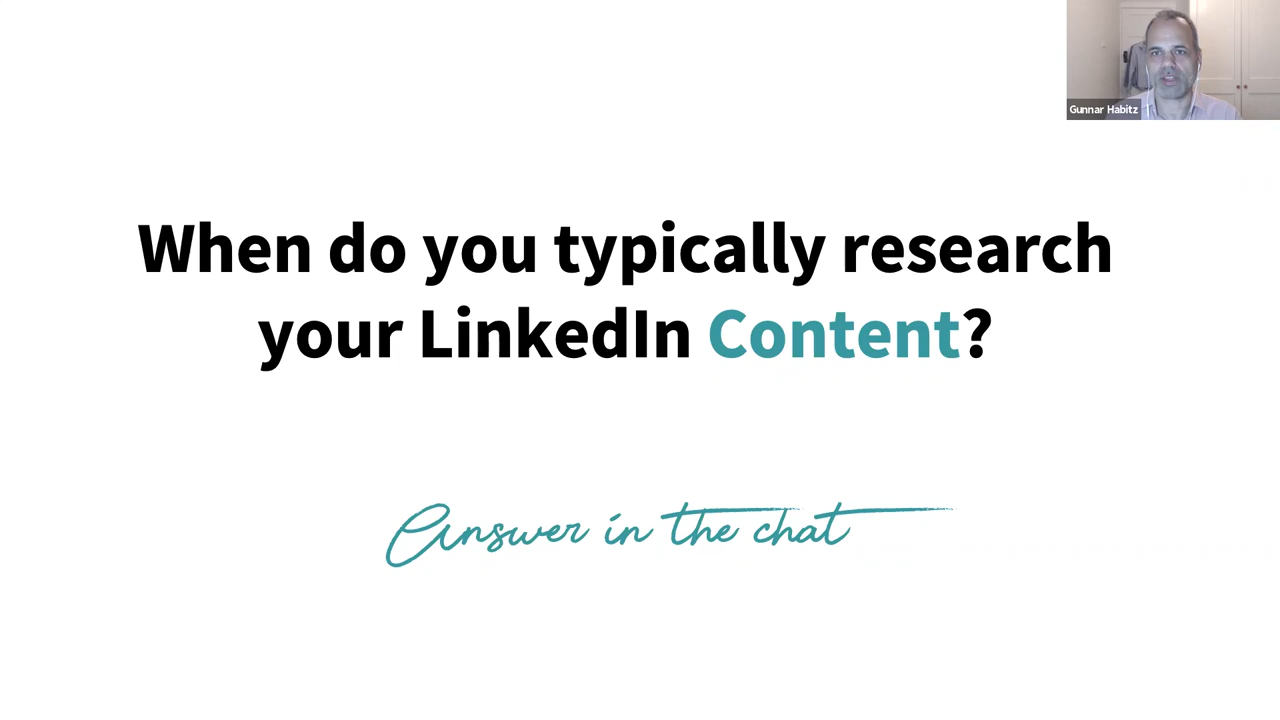 Gunnar Habitz
When do you typically research
your LinkedIn Content?
Answer in the chat